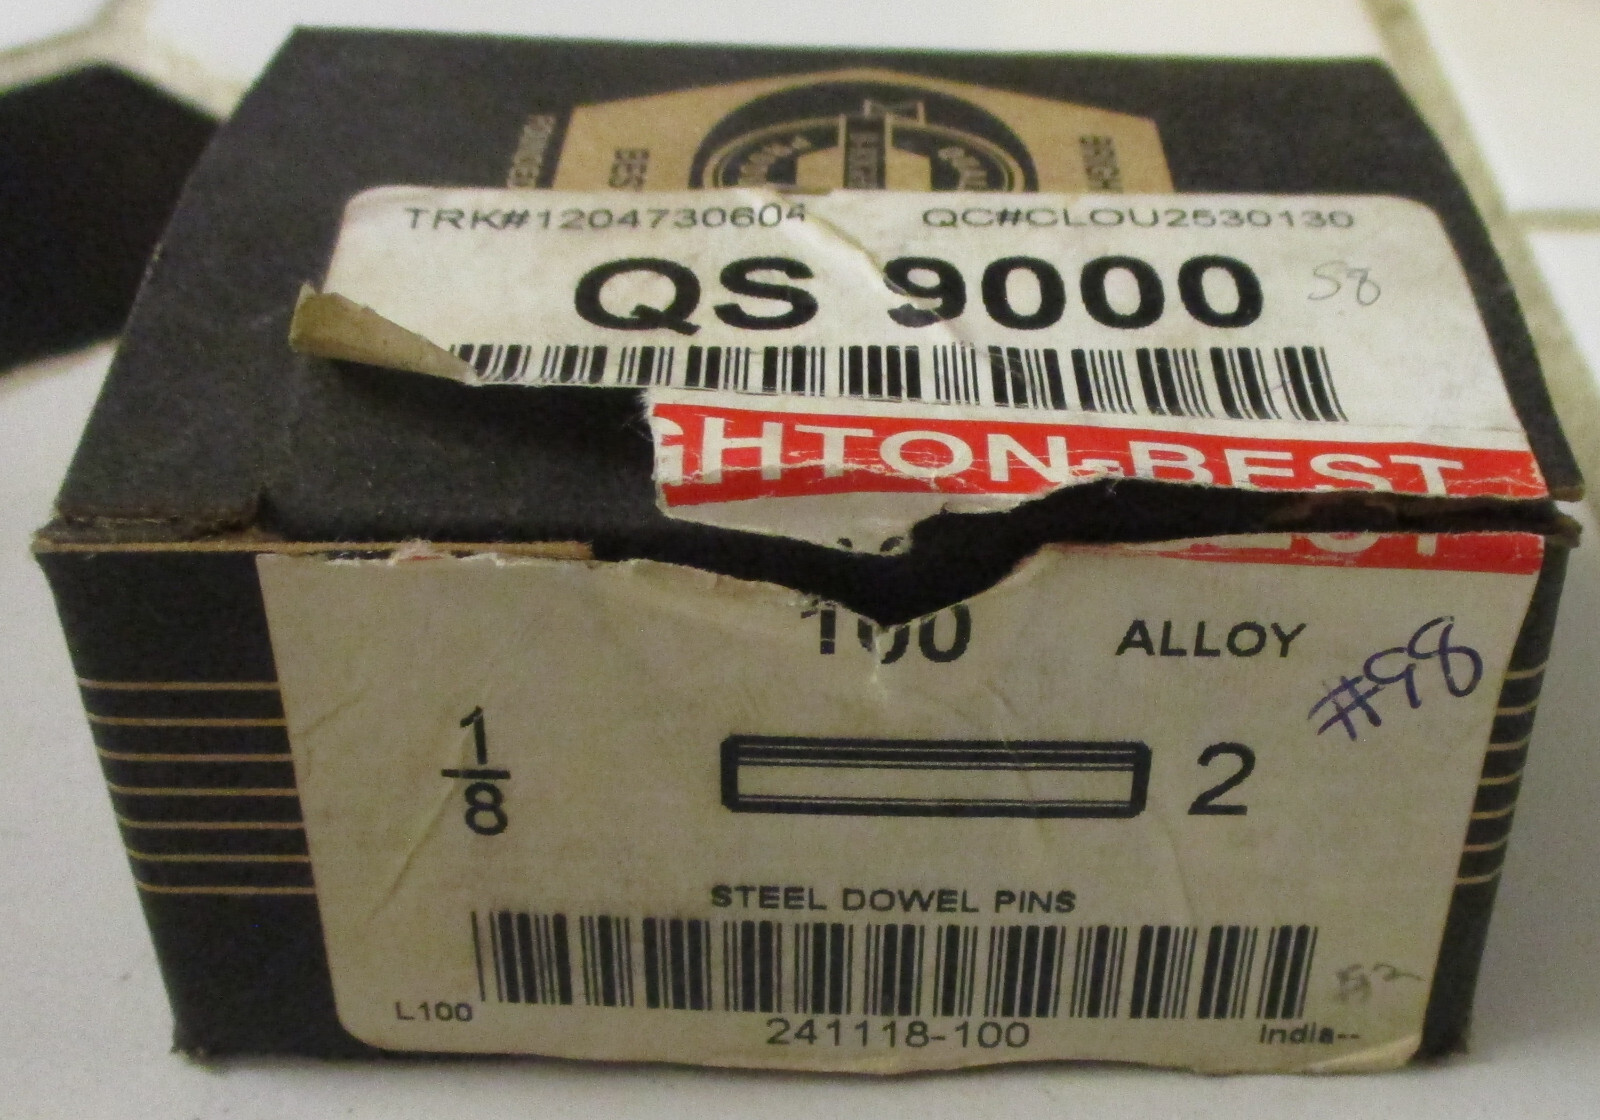 TRK#1204730604 QC#CLOU2530130
QS 9000 58
GHTON-BEST
100 ALLOY
#98
1/8 2
STEEL DOWEL PINS
L100 241118-100 India--